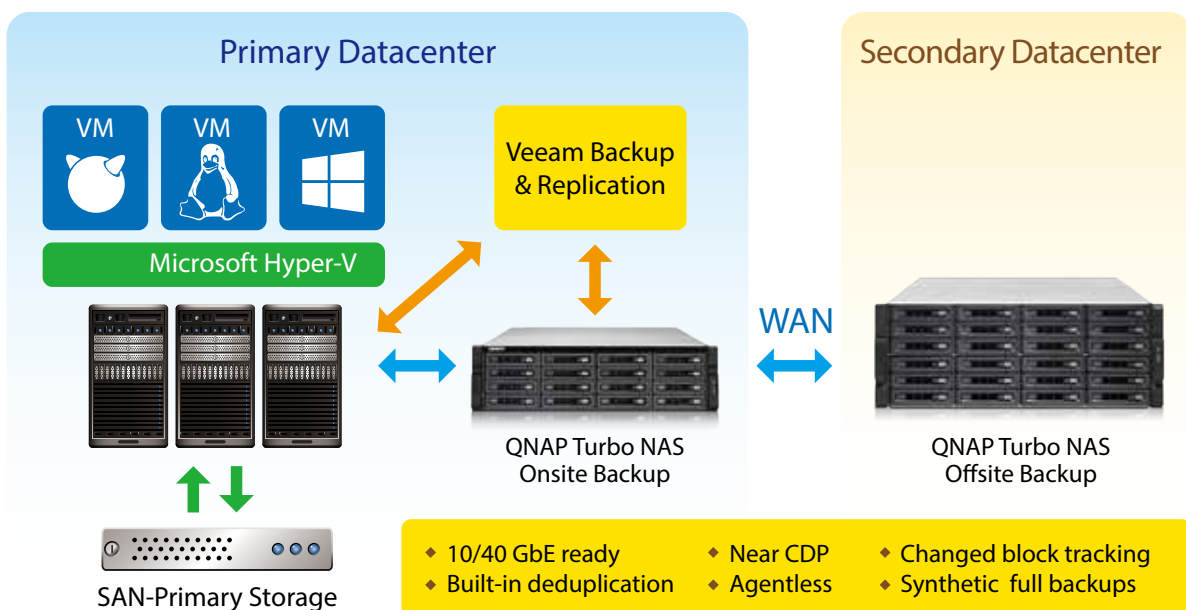 Primary Datacenter
Secondary Datacenter
VM
VM
VM
Veeam Backup
& Replication
Microsoft Hyper-V
WAN
QNAP Turbo NAS
Onsite Backup
QNAP Turbo NAS
Offsite Backup
SAN-Primary Storage
10/40 GbE ready
Built-in deduplication
Near CDP
Agentless
Changed block tracking
Synthetic full backups